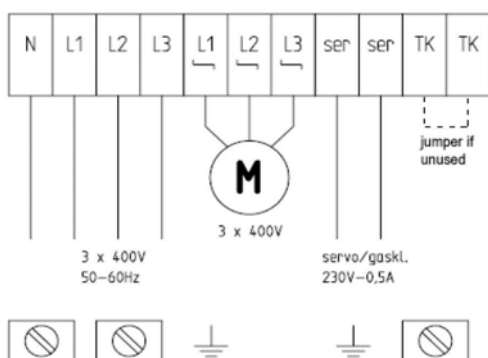 N L1 L2 L3 L1 L2 L3 ser ser TK TK
jumper if
unused
M
3 x 400V
3 x 400V
50-60Hz
servo/gaskl.
230V-0,5A